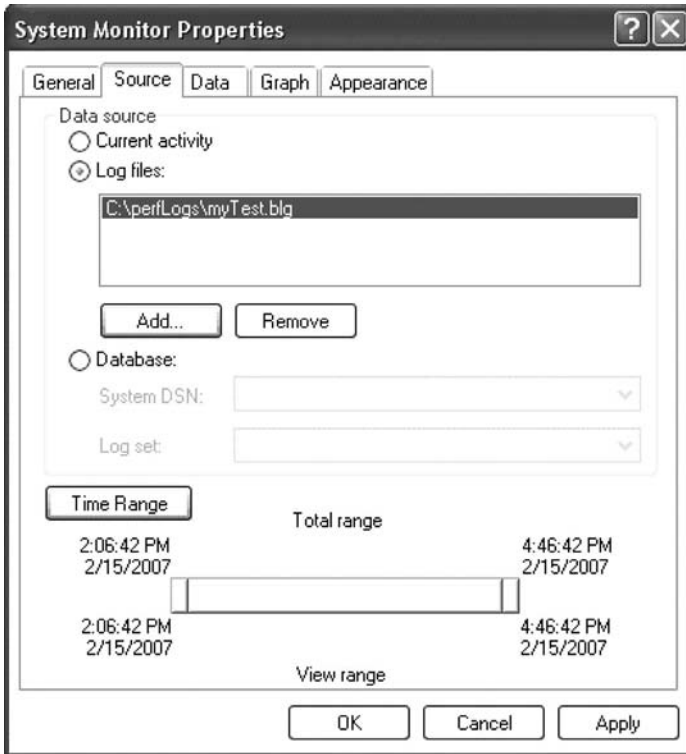 System Monitor Properties
General Source Data Graph Appearance
Data source
Current activity
Log files:
C:\perfLogs\myTest.blg
Add... Remove
Database:
System DSN:
Log set:
Time Range
Total range
2:06:42 PM 4:46:42 PM
2/15/2007 2/15/2007
2:06:42 PM 4:46:42 PM
2/15/2007 2/15/2007
View range
OK Cancel Apply